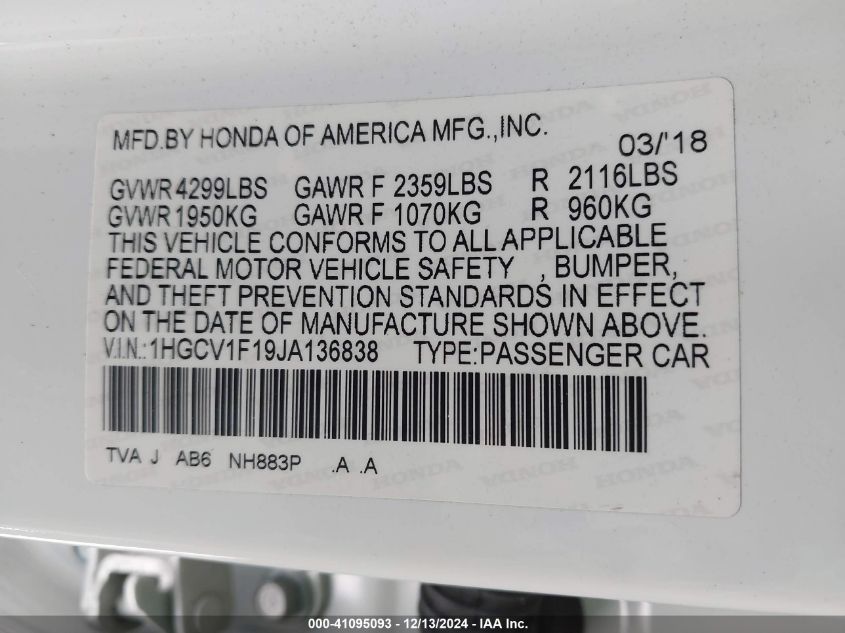 MFD.BY HONDA OF AMERICA MFG.,INC. 03/'18
GVWR 4299LBS GAWR F 2359LBS R 2116LBS
GVWR 1950KG GAWR F 1070KG R 960KG
THIS VEHICLE CONFORMS TO ALL APPLICABLE
FEDERAL MOTOR VEHICLE SAFETY , BUMPER,
AND THEFT PREVENTION STANDARDS IN EFFECT
ON THE DATE OF MANUFACTURE SHOWN ABOVE.
V.I.N.:1HGCV1F19JA136838 TYPE:PASSENGER CAR
TVA J AB6 NH883P .A .A
000-41095093 - 12/13/2024 - IAA Inc.